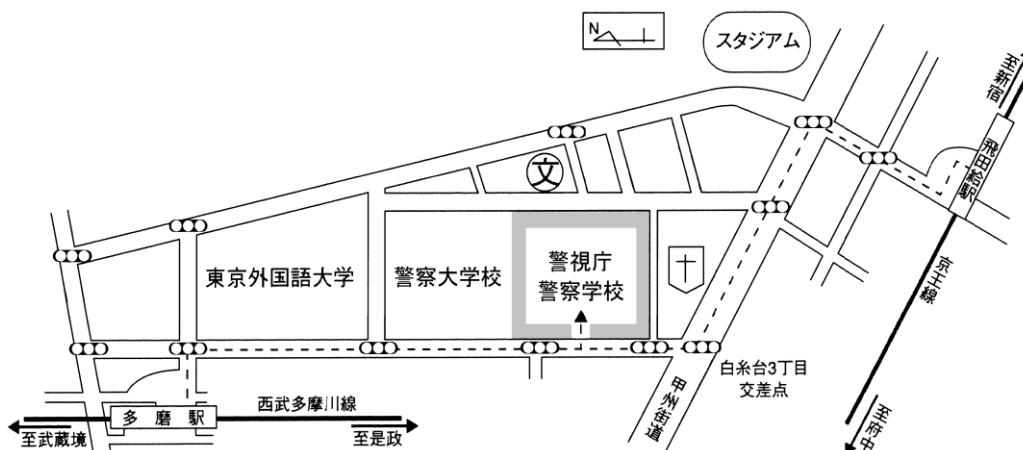 N
スタジアム
至新宿
飛田給駅
文
東京外国語大学
警察大学校
警視庁
警察学校
京王線
白糸台3丁目
交差点
甲州街道
西武多摩川線
多磨駅
至武蔵境
至是政
至府中